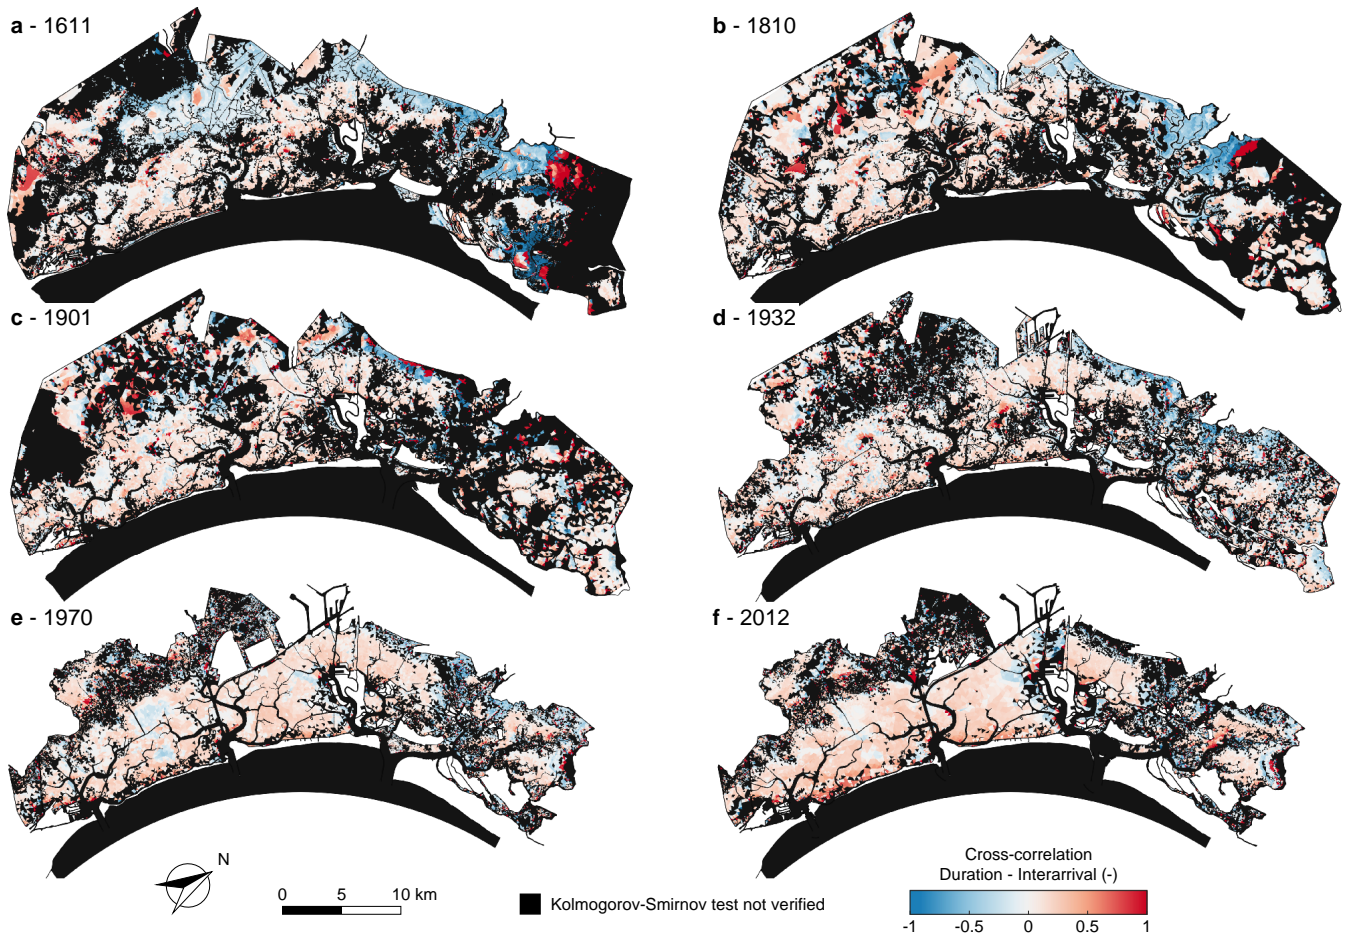 a - 1611
b - 1810
c - 1901
d - 1932
e - 1970
f - 2012
N
0 5 10 km
Kolmogorov-Smirnov test not verified
Cross-correlation
Duration - Interarrival (-)
-1 -0.5 0 0.5 1